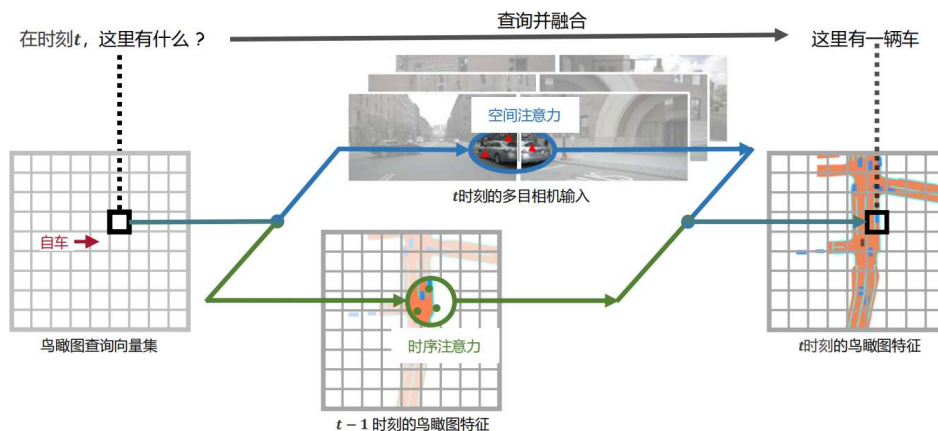 查询并融合
在时刻t，这里有什么？
这里有一辆车
空间注意力
t时刻的多目相机输入
自车
鸟瞰图查询向量集
时序注意力
t时刻的鸟瞰图特征
t − 1 时刻的鸟瞰图特征